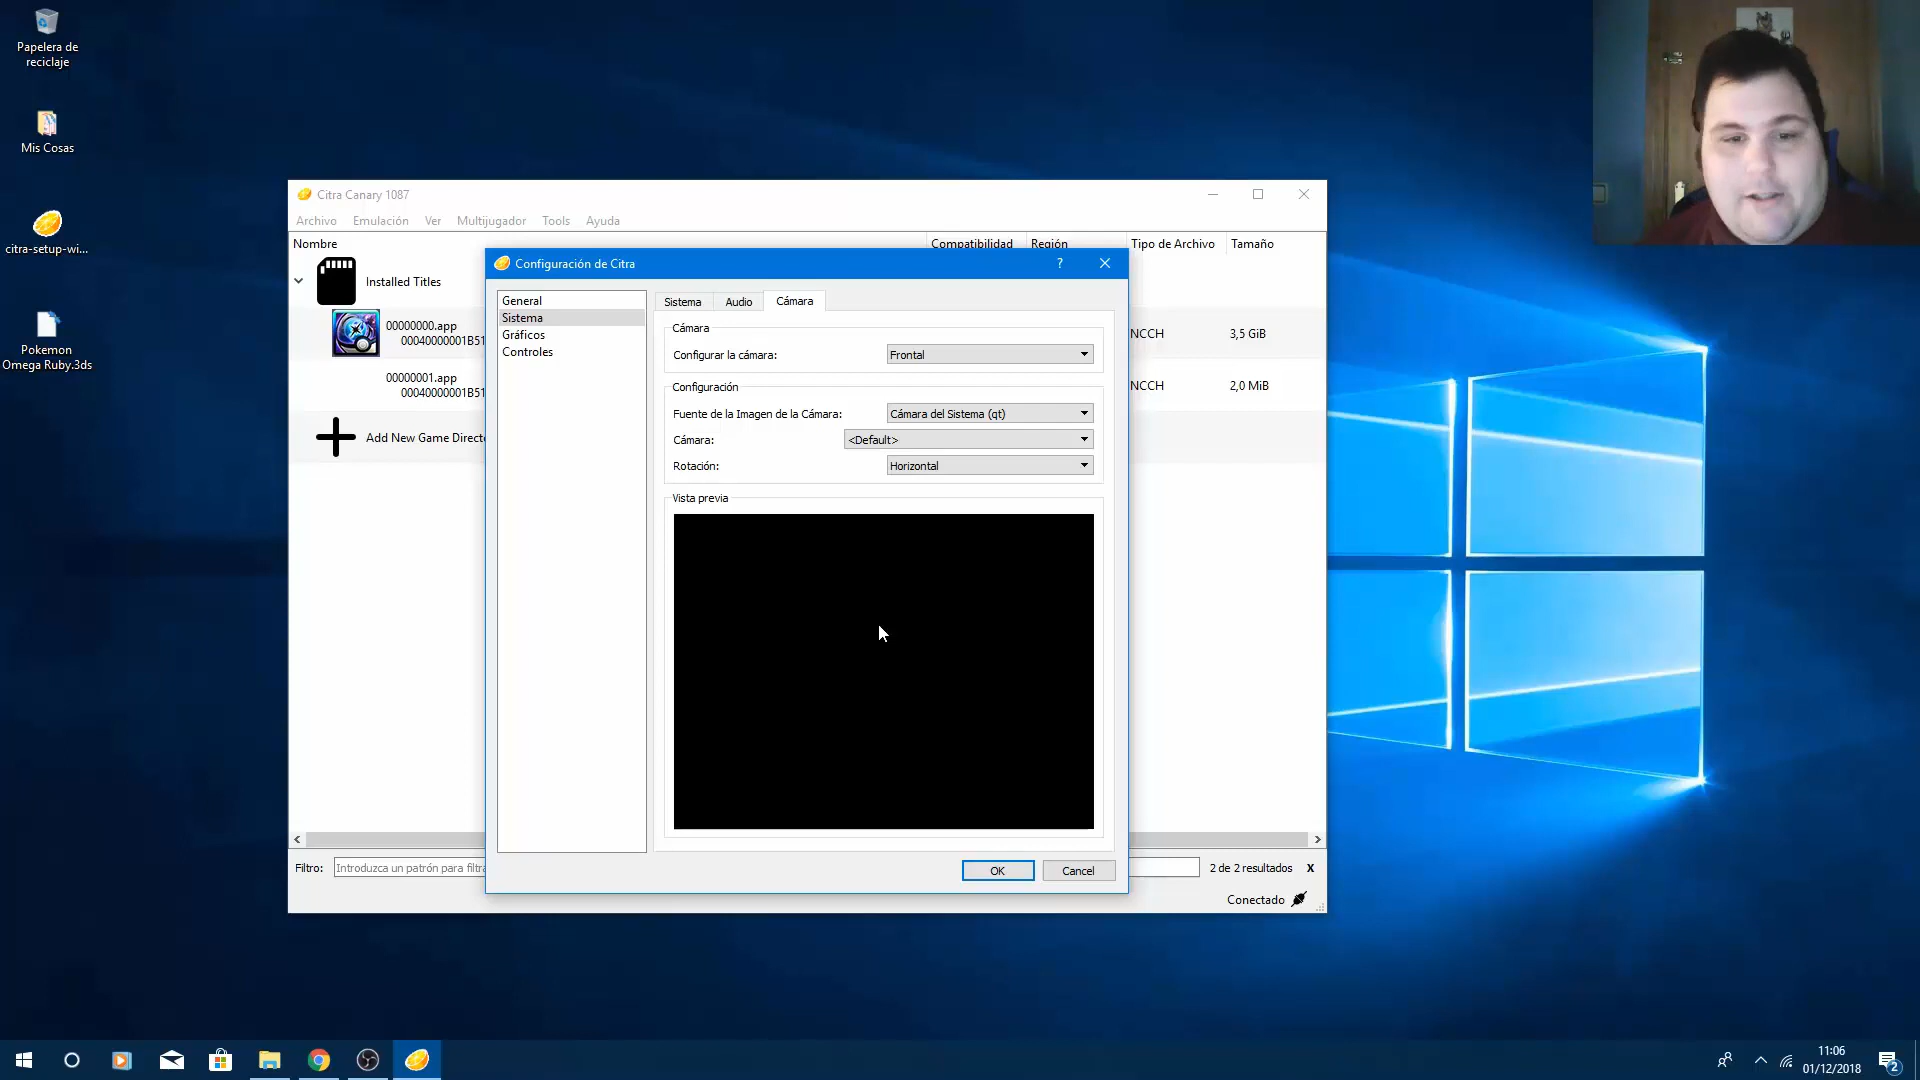 Papelera de
reciclaje
Mis Cosas
citra-setup-wi...
Pokemon
Omega Ruby.3ds
Citra Canary 1087
Archivo Emulación Ver Multijugador Tools Ayuda
Nombre Compatibilidad Región Tipo de Archivo Tamaño
Installed Titles
00000000.app
00040000001B51
NCCH 3,5 GiB
00000001.app
00040000001B51
NCCH 2,0 MiB
Add New Game Directo
Filtro: Introduzca un patrón para filtra
2 de 2 resultados X
Conectado
Configuración de Citra ?
General
Sistema
Gráficos
Controles
Sistema Audio Cámara
Cámara
Configurar la cámara: Frontal
Configuración
Fuente de la Imagen de la Cámara: Cámara del Sistema (qt)
Cámara: <Default>
Rotación: Horizontal
Vista previa
OK Cancel
11:06
01/12/2018
2